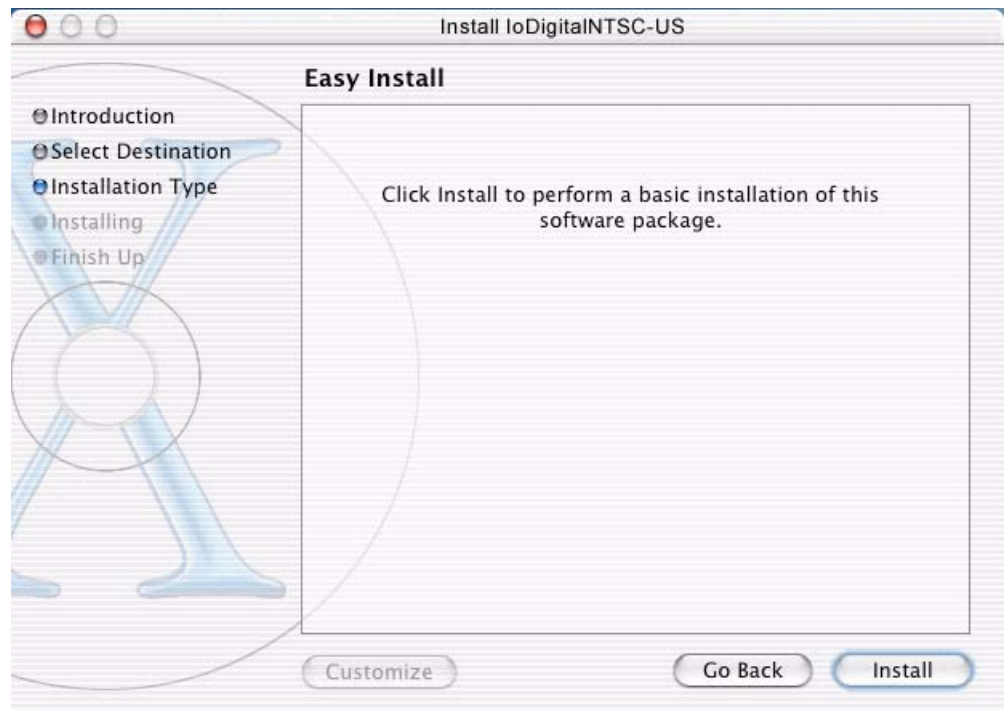 Install IoDigitalNTSC-US
Easy Install
Introduction
Select Destination
Installation Type
Installing
Finish Up
Click Install to perform a basic installation of this
software package.
Customize
Go Back
Install